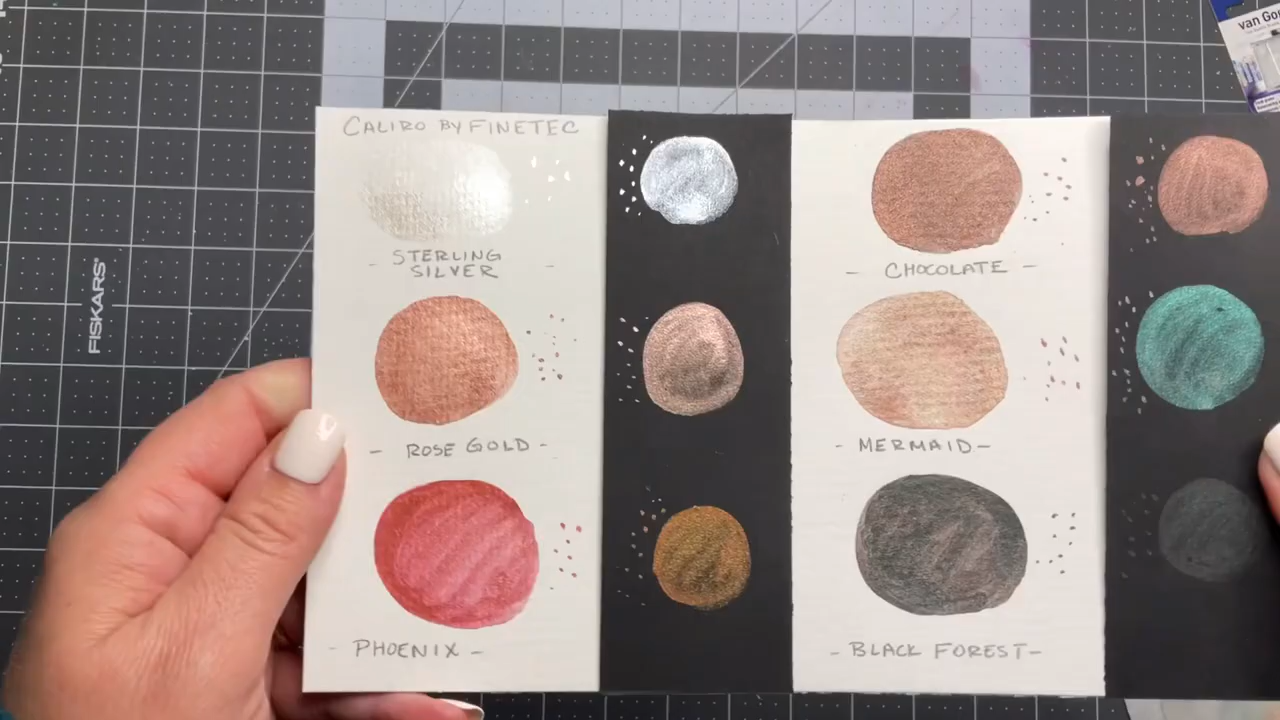 CALIRO BY FINETEC
- STERLING -
SILVER
- ROSE GOLD -
- PHOENIX -
- CHOCOLATE -
- MERMAID -
- BLACK FOREST -
FISKARS®
van Go